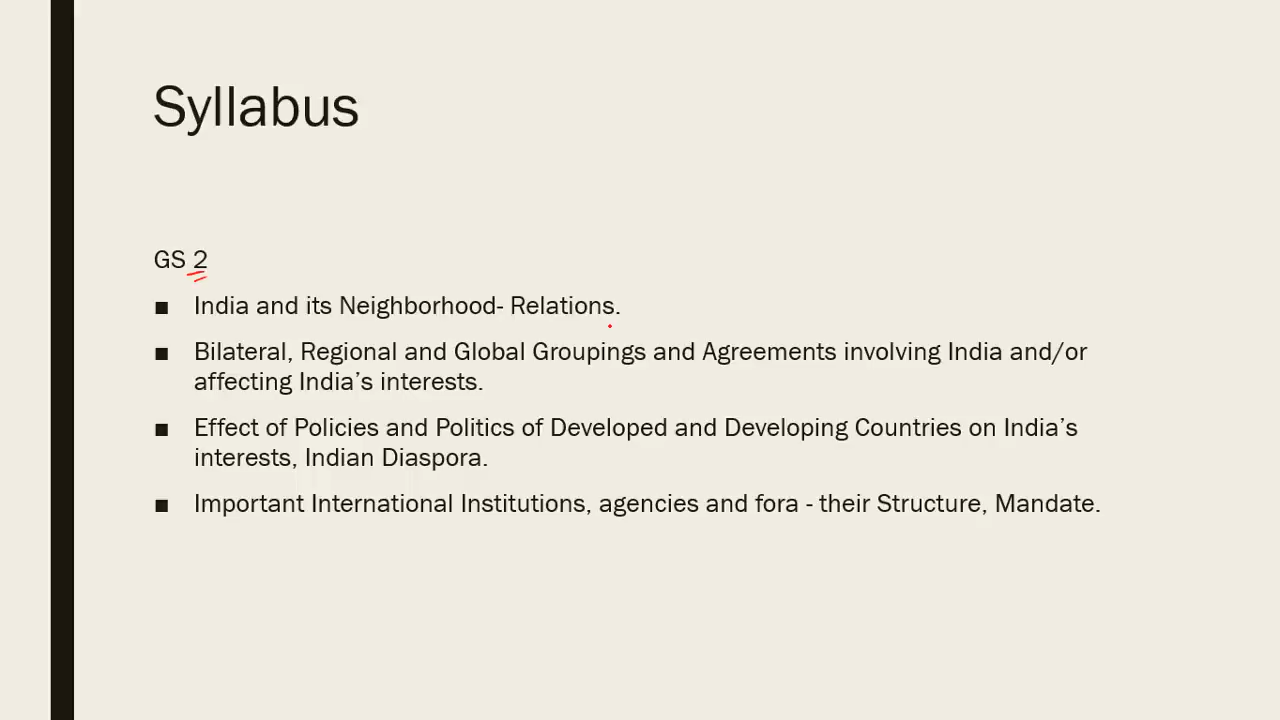 Syllabus
GS 2
■ India and its Neighborhood- Relations.
■ Bilateral, Regional and Global Groupings and Agreements involving India and/or
affecting India’s interests.
■ Effect of Policies and Politics of Developed and Developing Countries on India’s
interests, Indian Diaspora.
■ Important International Institutions, agencies and fora - their Structure, Mandate.